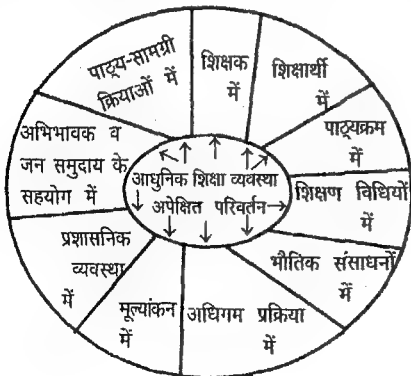 पाठ्य-सामग्री
क्रियाओं में
शिक्षक
में
शिक्षार्थी
में
पाठ्यक्रम
में
शिक्षण विधियों
में
भौतिक संसाधनों
में
अधिगम प्रक्रिया
में
मूल्यांकन
में
प्रशासनिक
व्यवस्था
में
अभिभावक व
जन समुदाय के
सहयोग में
आधुनिक शिक्षा व्यवस्था
अपेक्षित परिवर्तन